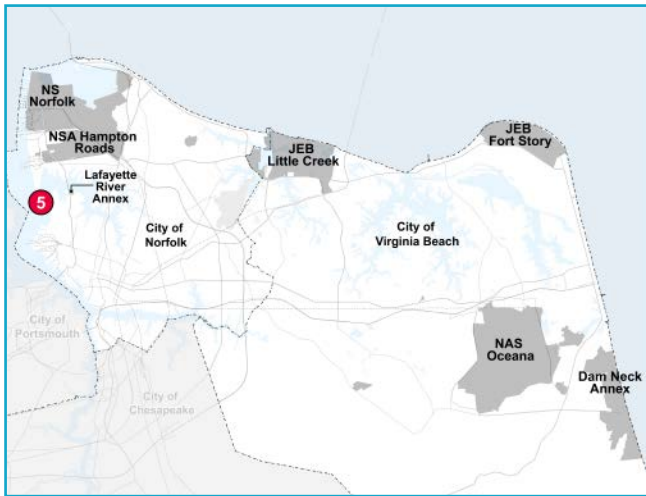 NS
Norfolk
NSA Hampton
Roads
JEB
Little Creek
JEB
Fort Story
Lafayette
River
Annex
5
City of
Norfolk
City of
Virginia Beach
City of
Portsmouth
NAS
Oceana
Dam Neck
Annex
City of
Chesapeake